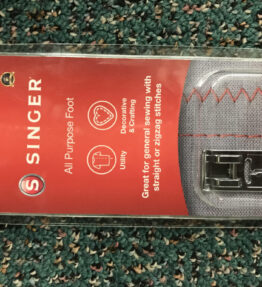 SINGER
All Purpose Foot
Utility
Decorative
& Crafting
Great for general sewing with
straight or zigzag stitches